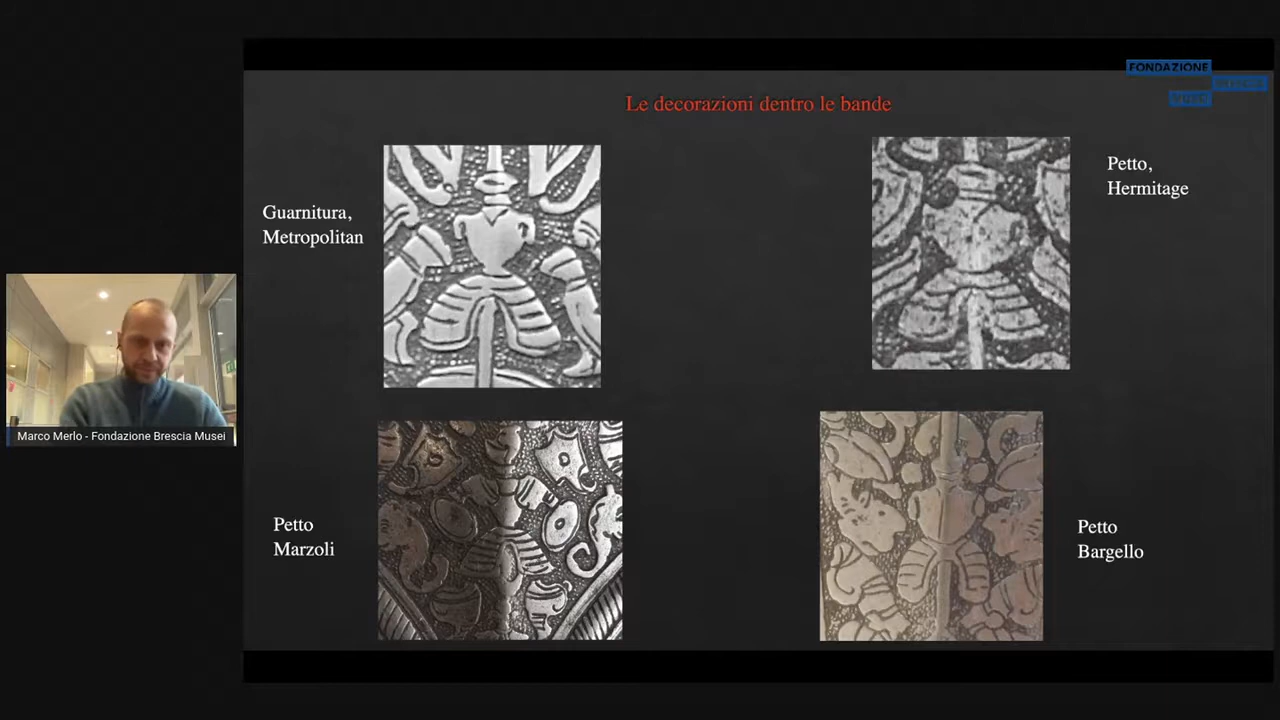 FONDAZIONE
Le decorazioni dentro le bande
Guarnitura,
Metropolitan
Petto,
Hermitage
Petto
Marzoli
Petto
Bargello
Marco Merlo - Fondazione Brescia Musei